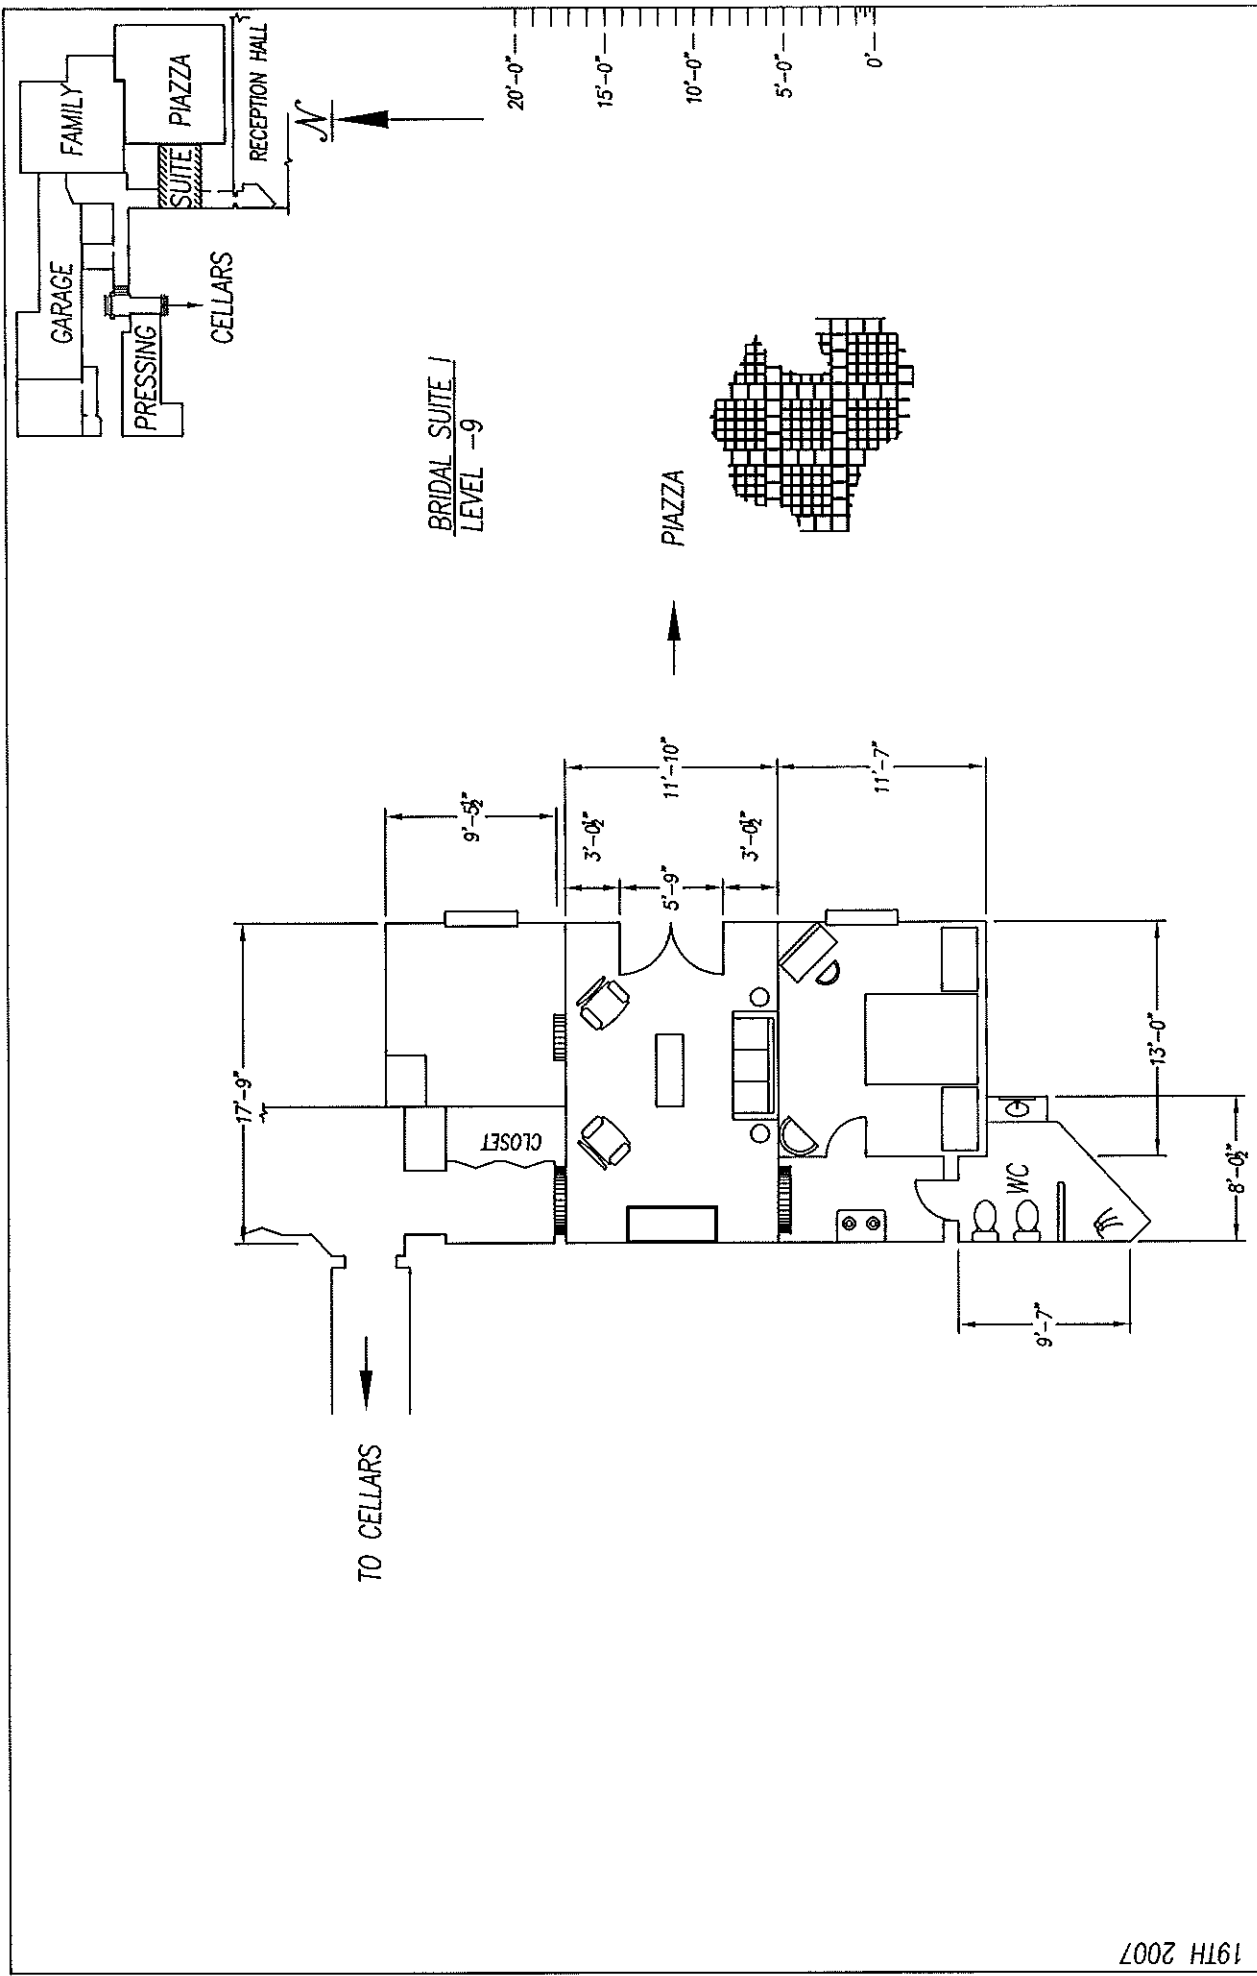 FAMILY
PIAZZA
SUITE
RECEPTION HALL
GARAGE
PRESSING
CELLARS
N
20'-0"
15'-0"
10'-0"
5'-0"
0'
BRIDAL SUITE 1
LEVEL -9
PIAZZA
17'-9"
9'-5½"
3'-0½"
11'-10"
5'-9"
3'-0½"
11'-7"
CLOSET
TO CELLARS
WC
13'-0"
8'-0½"
9'-7"
19TH 2007